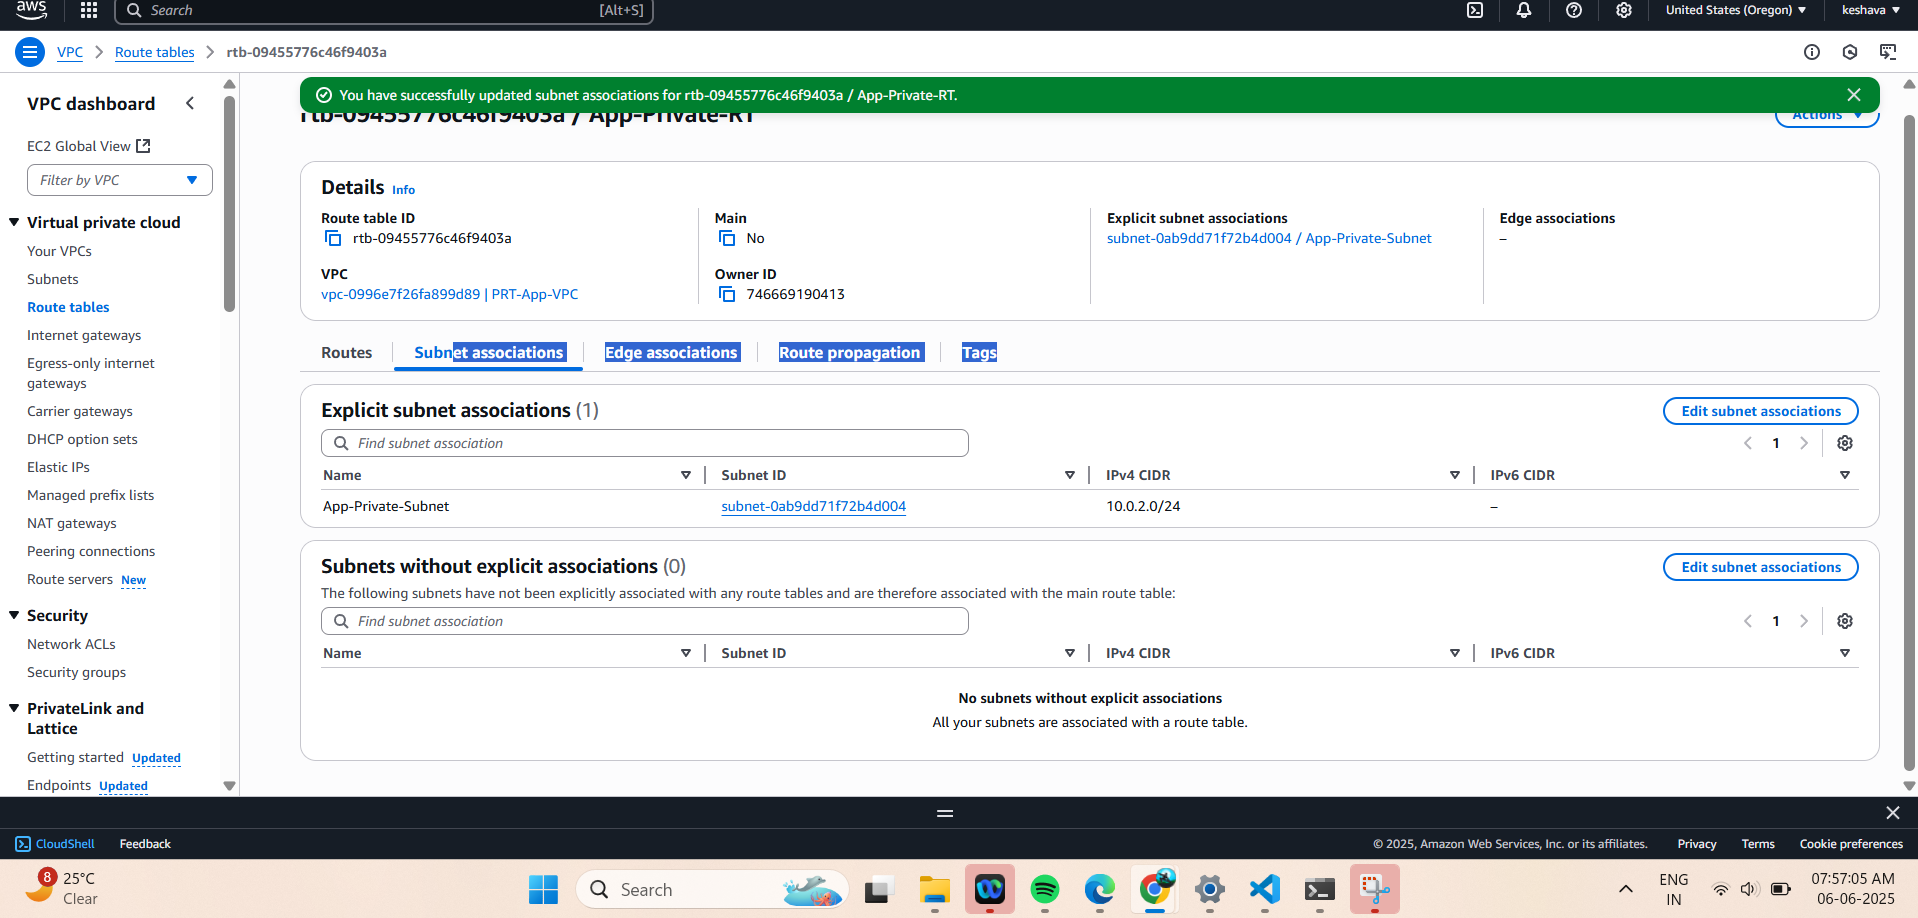 aws
Search [Alt+S]
United States (Oregon) keshava
VPC > Route tables > rtb-09455776c46f9403a
VPC dashboard
EC2 Global View
Filter by VPC
Virtual private cloud
Your VPCs
Subnets
Route tables
Internet gateways
Egress-only internet
gateways
Carrier gateways
DHCP option sets
Elastic IPs
Managed prefix lists
NAT gateways
Peering connections
Route servers New
Security
Network ACLs
Security groups
PrivateLink and
Lattice
Getting started Updated
Endpoints Updated
You have successfully updated subnet associations for rtb-09455776c46f9403a / App-Private-RT.
rtb-09455776c46f9403a / App-Private-RT
Actions
Details Info
Route table ID
rtb-09455776c46f9403a
Main
No
Explicit subnet associations
subnet-0ab9dd71f72b4d004 / App-Private-Subnet
Edge associations
–
VPC
vpc-0996e7f26fa899d89 | PRT-App-VPC
Owner ID
746669190413
Routes Subnet associations Edge associations Route propagation Tags
Explicit subnet associations (1)
Edit subnet associations
Find subnet association
1
Name Subnet ID IPv4 CIDR IPv6 CIDR
App-Private-Subnet subnet-0ab9dd71f72b4d004 10.0.2.0/24 –
Subnets without explicit associations (0)
Edit subnet associations
The following subnets have not been explicitly associated with any route tables and are therefore associated with the main route table:
Find subnet association
1
Name Subnet ID IPv4 CIDR IPv6 CIDR
No subnets without explicit associations
All your subnets are associated with a route table.
CloudShell Feedback
© 2025, Amazon Web Services, Inc. or its affiliates. Privacy Terms Cookie preferences
8
25°C
Clear
Search
ENG
IN
07:57:05 AM
06-06-2025